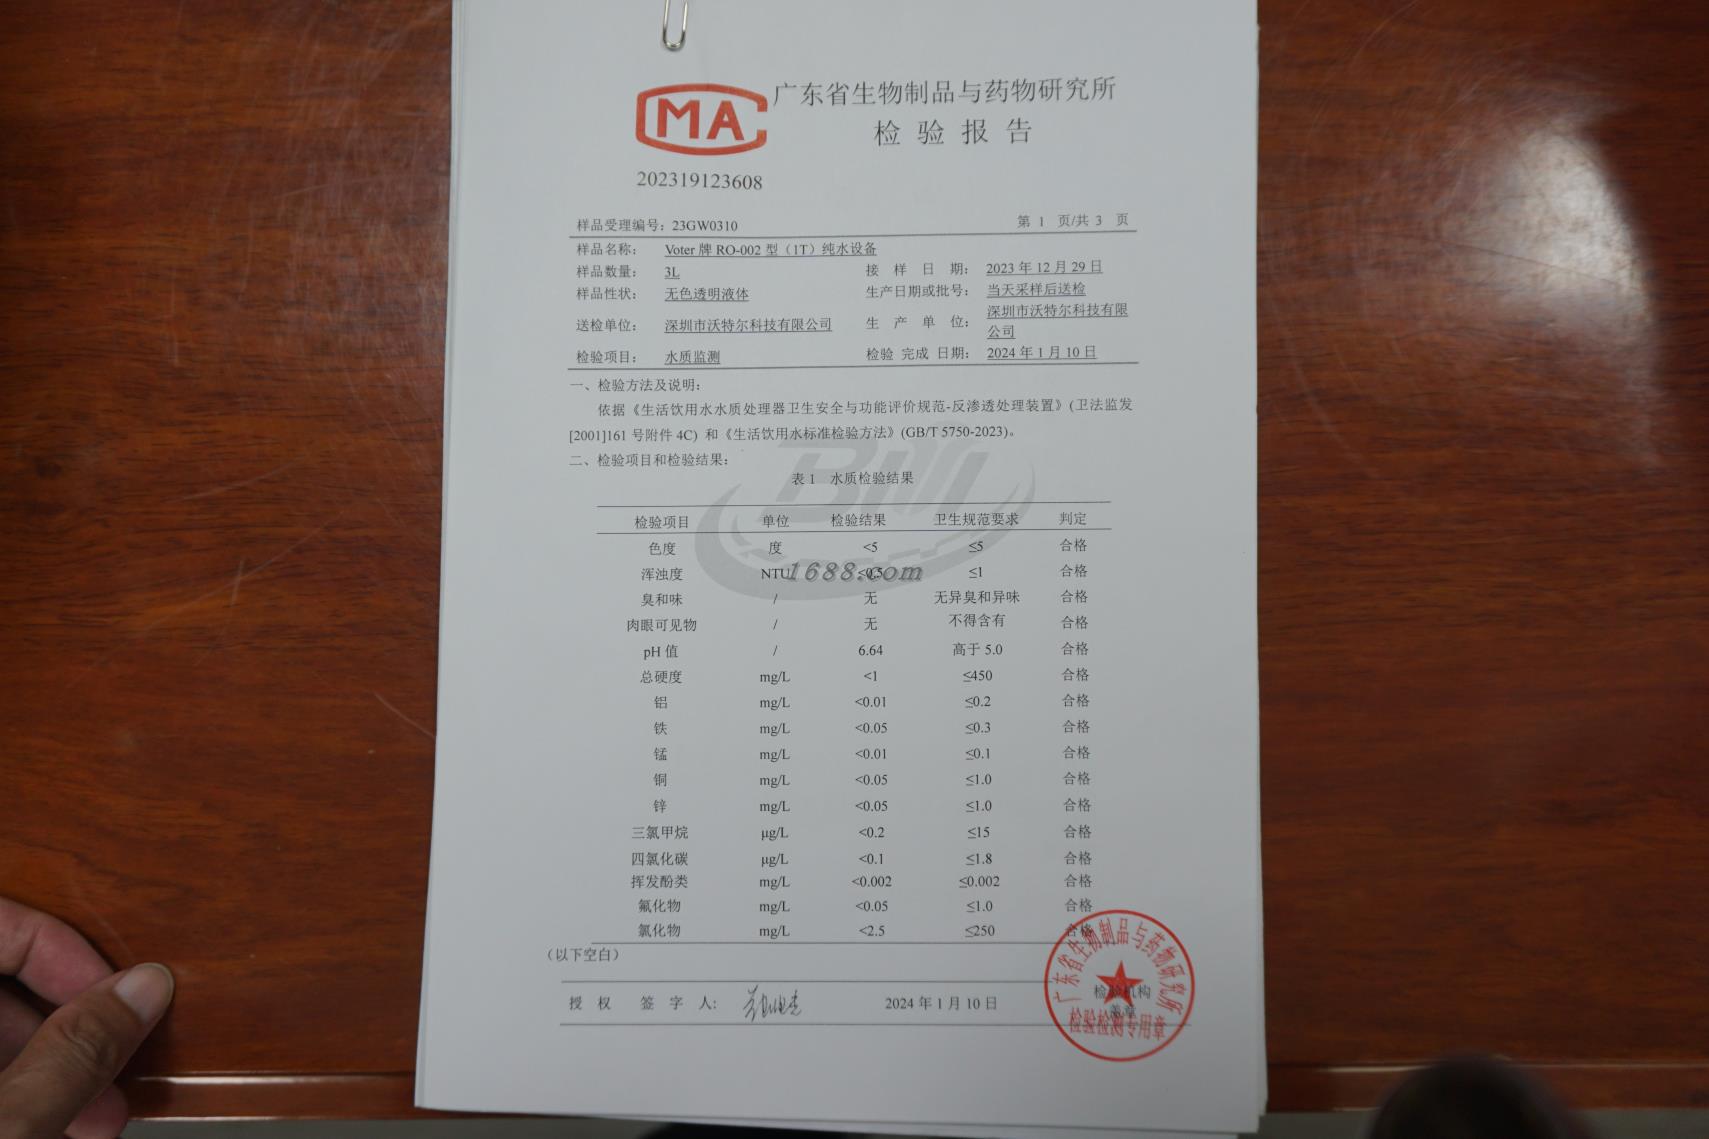 MA
广东省生物制品与药物研究所
检验报告
202319123608
样品受理编号：23GW0310 第 1 页/共 3 页
样品名称： Voter 牌 RO-002 型（1T）纯水设备
样品数量： 3L 接样日期： 2023 年 12 月 29 日
样品性状： 无色透明液体 生产日期或批号： 当天采样后送检
送检单位： 深圳市沃特尔科技有限公司 生产单位： 深圳市沃特尔科技有限
公司
检验项目： 水质监测 检验 完成 日期： 2024 年 1 月 10 日
一、检验方法及说明：
依据《生活饮用水水质处理器卫生安全与功能评价规范-反渗透处理装置》(卫法监发
[2001]161 号附件 4C) 和《生活饮用水标准检验方法》(GB/T 5750-2023)。
二、检验项目和检验结果：
表 1 水质检验结果
检验项目 单位 检验结果 卫生规范要求 判定
色度 度 <5 ≤5 合格
浑浊度 NTU <0.5 ≤1 合格
1688.com
臭和味 / 无 无异臭和异味 合格
肉眼可见物 / 无 不得含有 合格
pH 值 / 6.64 高于 5.0 合格
总硬度 mg/L <1 ≤450 合格
铝 mg/L <0.01 ≤0.2 合格
铁 mg/L <0.05 ≤0.3 合格
锰 mg/L <0.01 ≤0.1 合格
铜 mg/L <0.05 ≤1.0 合格
锌 mg/L <0.05 ≤1.0 合格
三氯甲烷 μg/L <0.2 ≤15 合格
四氯化碳 μg/L <0.1 ≤1.8 合格
挥发酚类 mg/L <0.002 ≤0.002 合格
氟化物 mg/L <0.05 ≤1.0 合格
氯化物 mg/L <2.5 ≤250 合格
（以下空白）
授权 签字人: 2024 年 1 月 10 日
检验机构
盖章
广东省生物制品与药物研究所
检验检测专用章